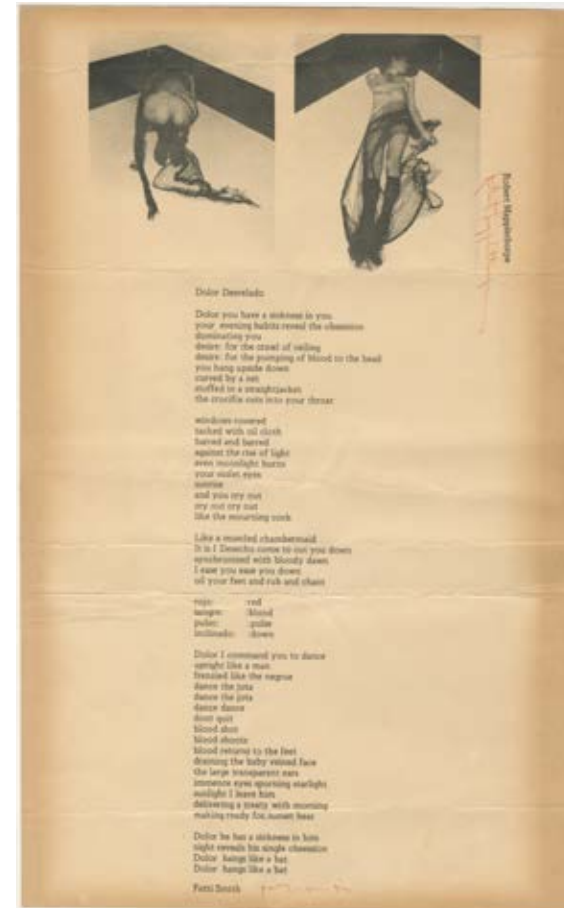 Robert Mapplethorpe
Dolor Desvelado
Dolor you have a sickness in you
your evening habits reveal the obsession
dominating you
desire: for the crawl of ceiling
desire: for the pumping of blood to the head
you hang upside down
curved by a net
stuffed in a straightjacket
the crucifix cuts into your throat
windows covered
tacked with oil cloth
barred and barred
against the rise of light
even moonlight burns
your violet eyes
sunrise
and you cry out
cry out cry out
like the mourning cock
Like a muscled chambermaid
It is I Desecho come to cut you down
synchronized with bloody dawn
I ease you ease you down
oil your feet and rub and chant
rojo: :red
sangre: :blood
pulso: :pulse
inclinado: :down
Dolor I command you to dance
upright like a man
frenzied like the negroe
dance the jota
dance the jota
dance dance
dont quit
blood shot
blood shoots
blood returns to the feet
draining the baby veined face
the large transparent ears
immence eyes spurning starlight
sunlight I leave him
delivering a treaty with morning
making ready for sunset hear
Dolor he has a sickness in him
night reveals his single obsession
Dolor hangs like a bat
Dolor hangs like a bat
Patti Smith